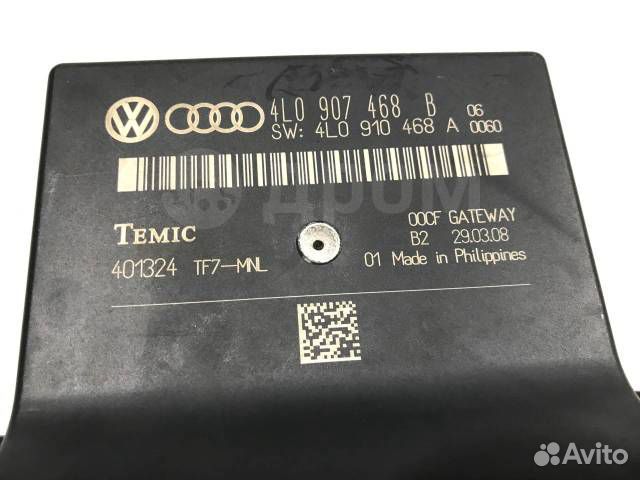 4L0 907 468 B 06
SW: 4L0 910 468 A 0060
дром
TEMIC
00CF GATEWAY
B2 29.03.08
401324 TF7-MNL
01 Made in Philippines
Avito